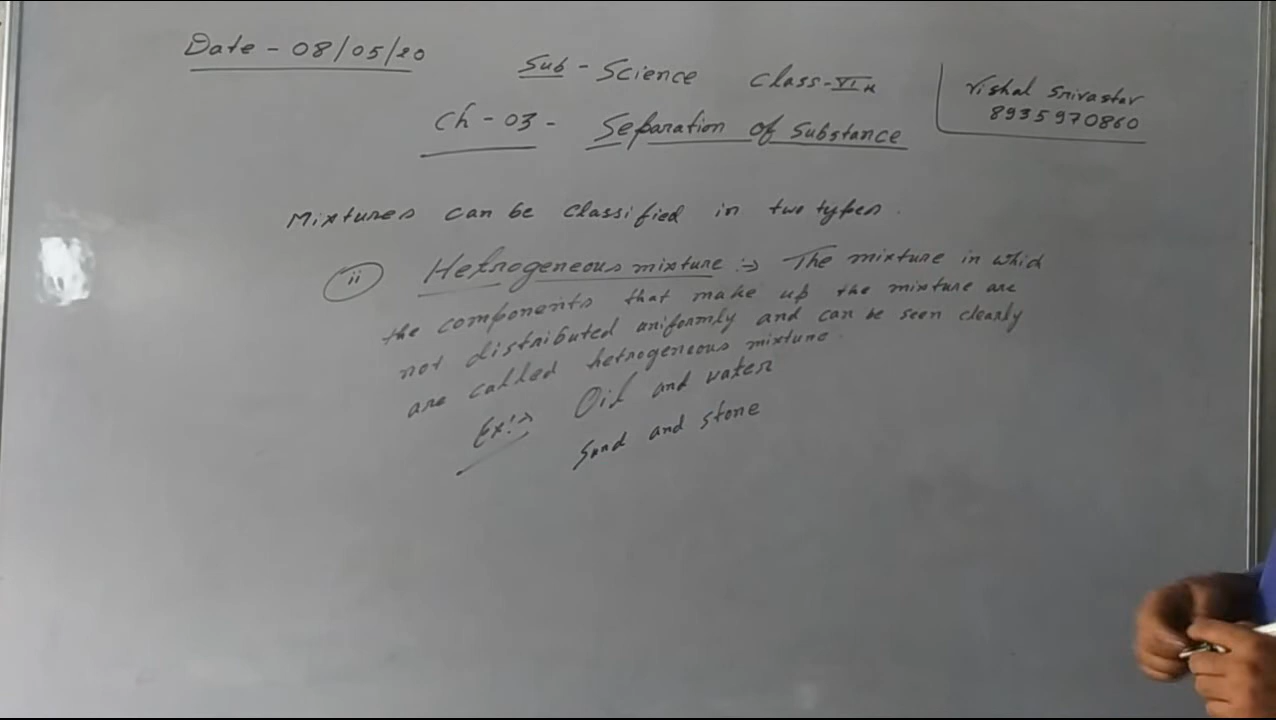 Date - 08/05/20
Sub - Science Class - VI
Vishal Srivastav
8935970860
Ch - 03 - Separation of Substance
Mixtures can be classified in two types.
ii Hetrogeneous mixture :→ The mixture in which
the components that make up the mixture are
not distributed uniformly and can be seen clearly
are called hetrogeneous mixture.
Ex:→ Oil and water
Sand and stone